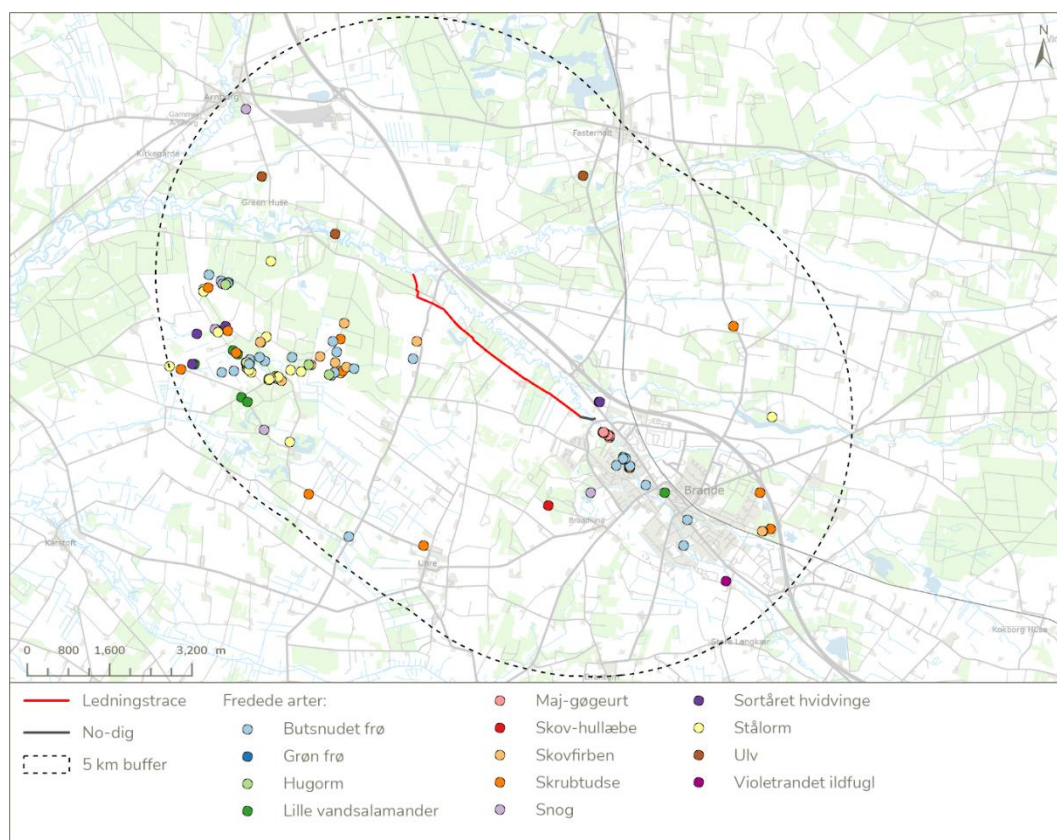 N
Arnborg
Gammel
Arnborg
Kirkegårde
Fasterholt
Green Huse
Brande
Brandlund
Karstoft
Uhre
Store Langkær
Kokborg Huse
0 800 1,600 3,200 m
Ledningstrace
No-dig
5 km buffer
Fredede arter:
Butsnudet frø
Grøn frø
Hugorm
Lille vandsalamander
Maj-gøgeurt
Skov-hullæbe
Skovfirben
Skrubtudse
Snog
Sortåret hvidvinge
Stålorm
Ulv
Violetrandet ildfugl